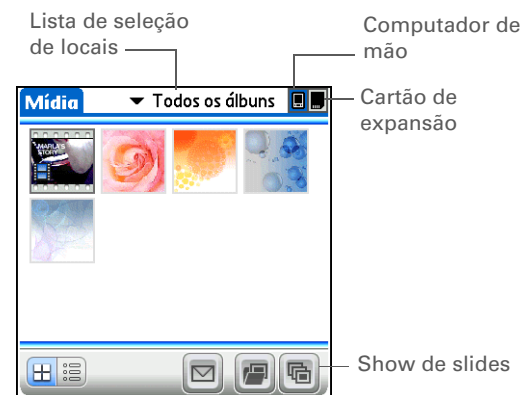 Lista de seleção
de locais
Computador de
mão
Mídia
Todos os álbuns
Cartão de
expansão
MARLA'S
STORY
Show de slides